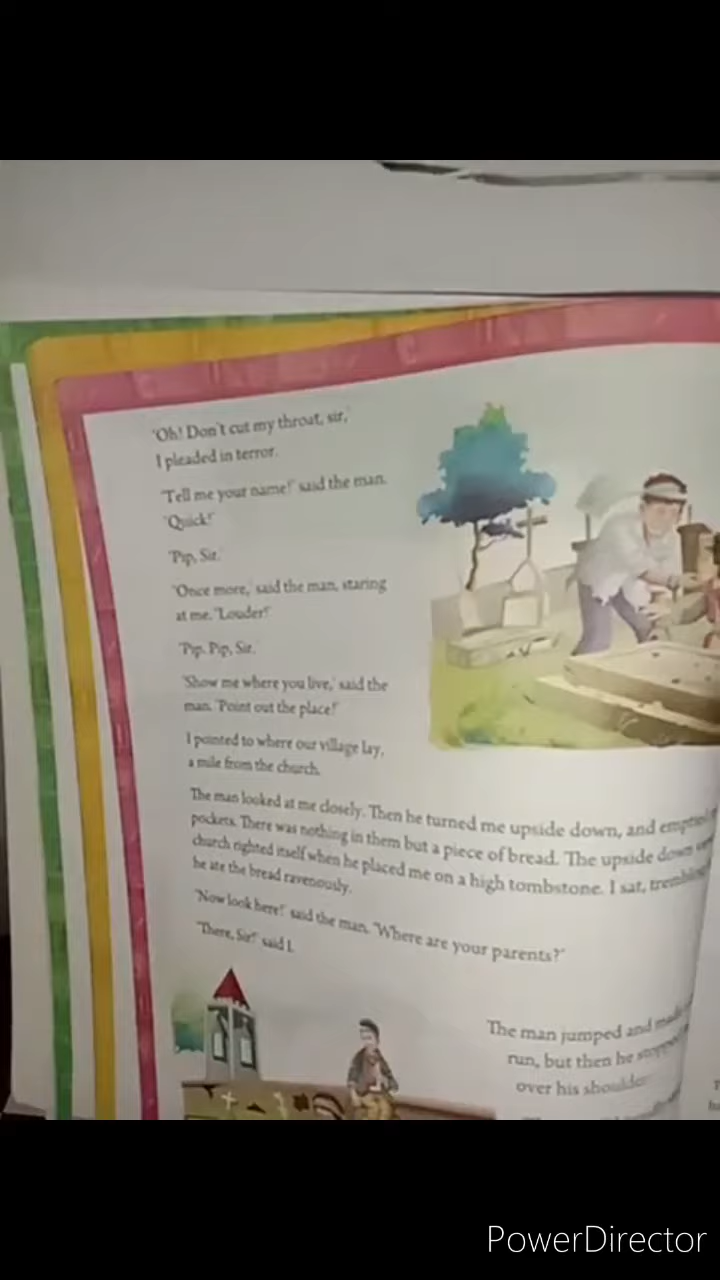 'Oh! Don't cut my throat, sir,'
I pleaded in terror.
'Tell me your name!' said the man.
'Quick!'
'Pip, Sir.'
'Once more,' said the man, staring
at me. 'Louder!'
'Pip. Pip, Sir.'
'Show me where you live,' said the
man. 'Point out the place!'
I pointed to where our village lay,
a mile from the church.
The man looked at me closely. Then he turned me upside down, and emptied
pockets. There was nothing in them but a piece of bread. The upside down
church righted itself when he placed me on a high tombstone. I sat, trembling
he ate the bread ravenously.
'Now look here!' said the man. 'Where are your parents?'
'There, Sir!' said I.
The man jumped and made
run, but then he stopped
over his shoulder
PowerDirector